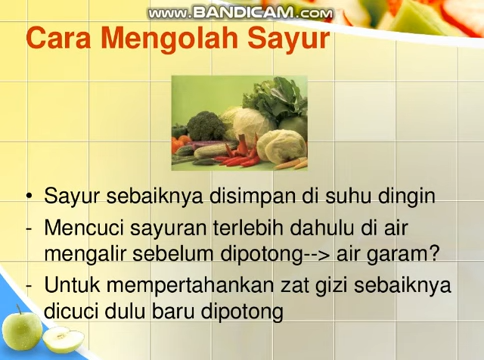 www.BANDICAM.com
Cara Mengolah Sayur
• Sayur sebaiknya disimpan di suhu dingin
- Mencuci sayuran terlebih dahulu di air
mengalir sebelum dipotong--> air garam?
- Untuk mempertahankan zat gizi sebaiknya
dicuci dulu baru dipotong